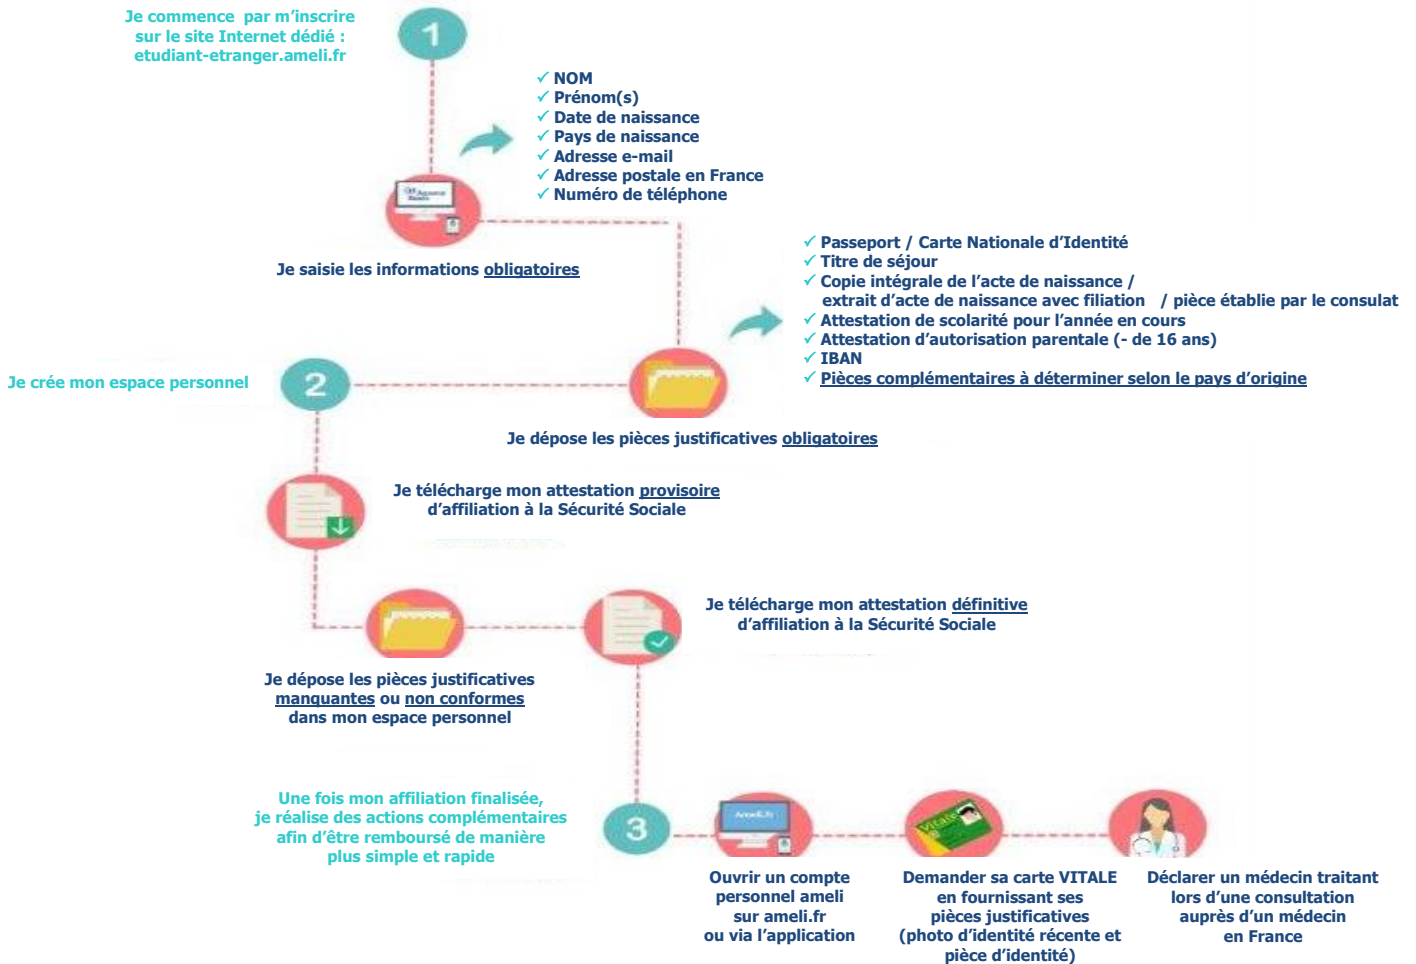 Je commence par m'inscrire
sur le site Internet dédié :
etudiant-etranger.ameli.fr
1
✓ NOM
✓ Prénom(s)
✓ Date de naissance
✓ Pays de naissance
✓ Adresse e-mail
✓ Adresse postale en France
✓ Numéro de téléphone
Je saisie les informations obligatoires
✓ Passeport / Carte Nationale d'Identité
✓ Titre de séjour
✓ Copie intégrale de l'acte de naissance /
extrait d'acte de naissance avec filiation / pièce établie par le consulat
✓ Attestation de scolarité pour l'année en cours
✓ Attestation d'autorisation parentale (- de 16 ans)
✓ IBAN
✓ Pièces complémentaires à déterminer selon le pays d'origine
Je dépose les pièces justificatives obligatoires
Je crée mon espace personnel
2
Je télécharge mon attestation provisoire
d'affiliation à la Sécurité Sociale
Je dépose les pièces justificatives
manquantes ou non conformes
dans mon espace personnel
Je télécharge mon attestation définitive
d'affiliation à la Sécurité Sociale
Une fois mon affiliation finalisée,
je réalise des actions complémentaires
afin d'être remboursé de manière
plus simple et rapide
3
Ameli.fr
Ouvrir un compte
personnel ameli
sur ameli.fr
ou via l'application
Vitale
Demander sa carte VITALE
en fournissant ses
pièces justificatives
(photo d'identité récente et
pièce d'identité)
Déclarer un médecin traitant
lors d'une consultation
auprès d'un médecin
en France